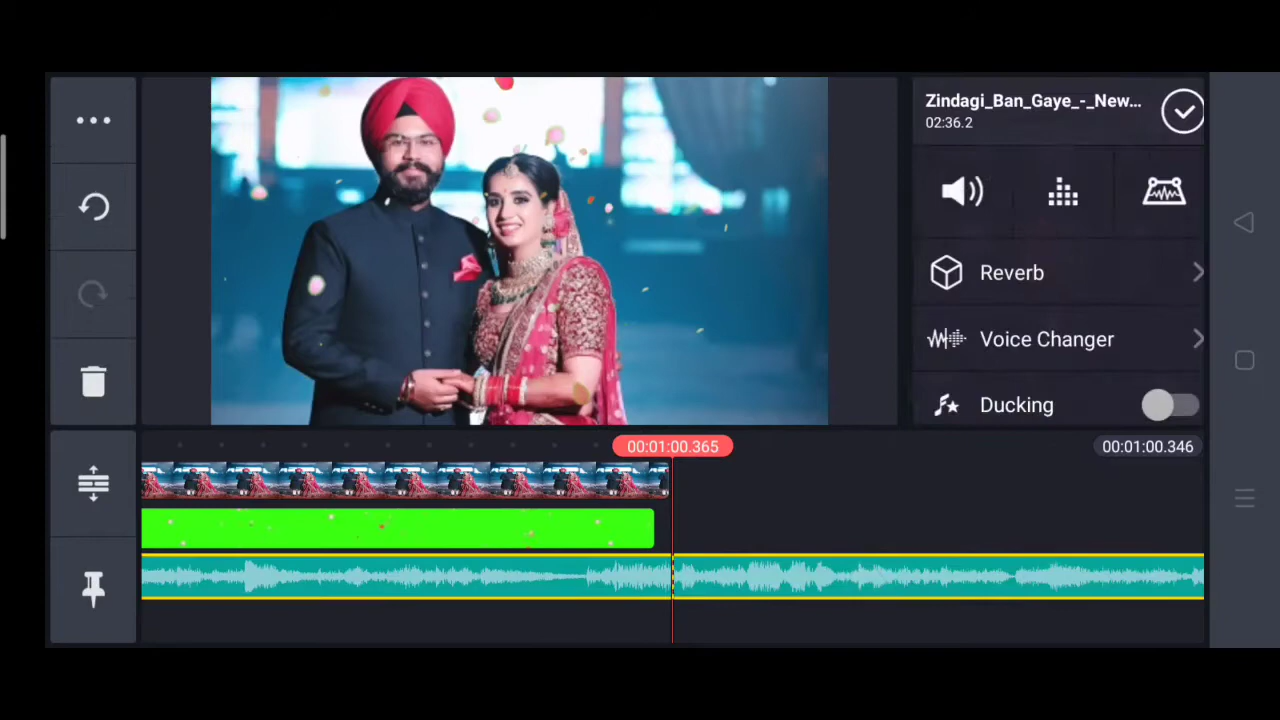 Zindagi_Ban_Gaye_-_New...
02:36.2
Reverb
Voice Changer
Ducking
00:01:00.365
00:01:00.346